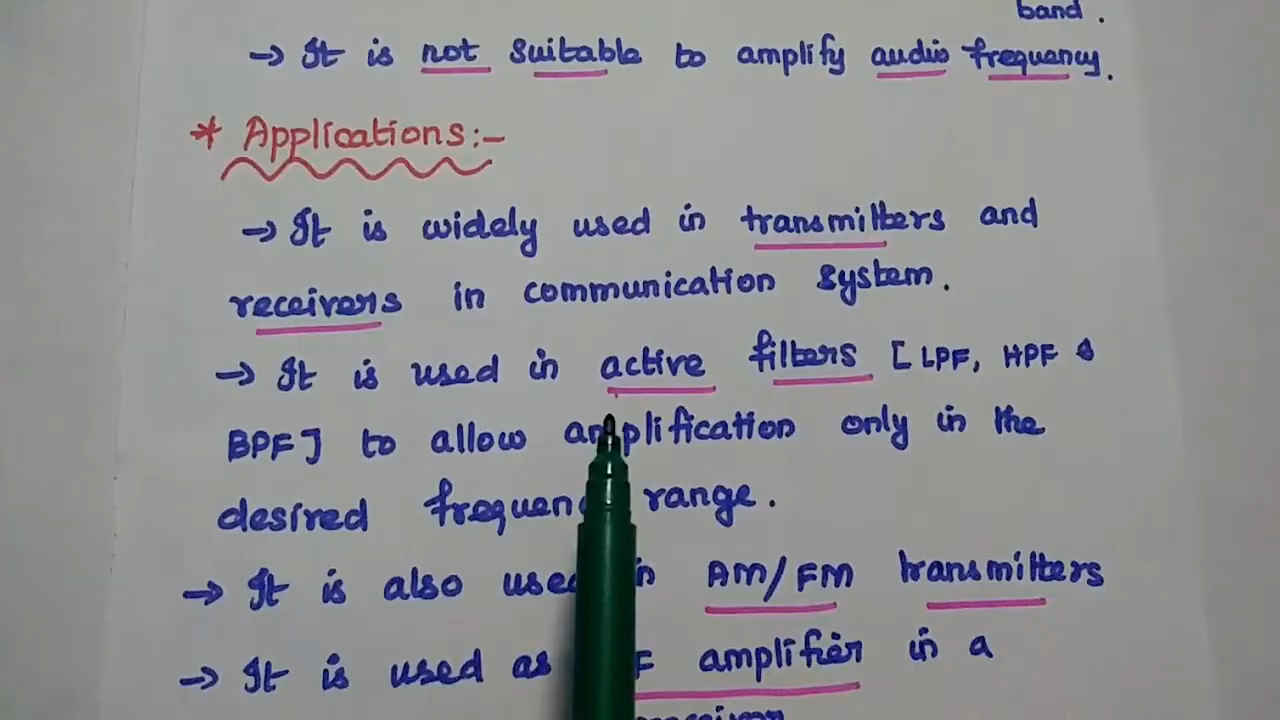 band.
→ It is not suitable to amplify audio frequency.
* Applications:-
→ It is widely used in transmitters and
receivers in communication system.
→ It is used in active filters [LPF, HPF &
BPF] to allow amplification only in the
desired range.
→ It is also used in AM/FM transmitters
→ It is used as amplifier in a